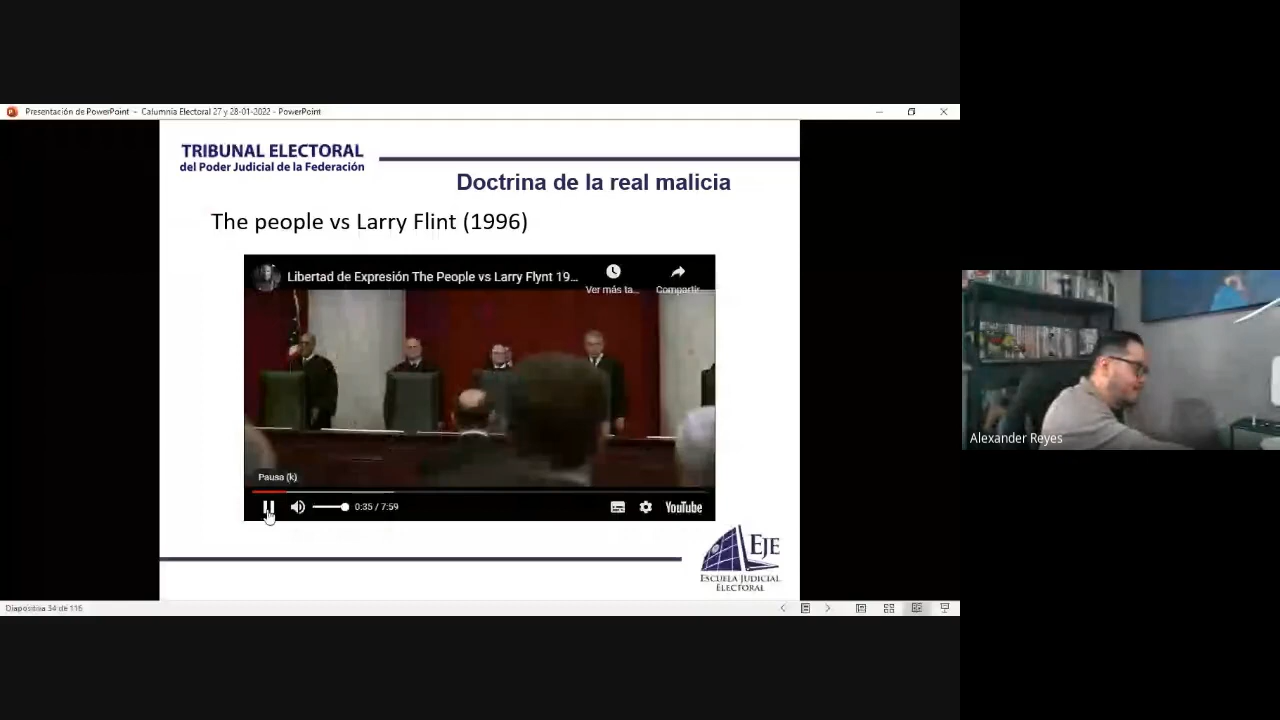 Presentación de PowerPoint - Calumnia Electoral 27 y 28-01-2022 - PowerPoint
TRIBUNAL ELECTORAL
del Poder Judicial de la Federación
Doctrina de la real malicia
The people vs Larry Flint (1996)
Libertad de Expresión The People vs Larry Flynt 19...
Ver más ta...
Compartir
Pausa (k)
0:35 / 7:59
YouTube
EJE
ESCUELA JUDICIAL
ELECTORAL
Diapositiva 34 de 116
Alexander Reyes